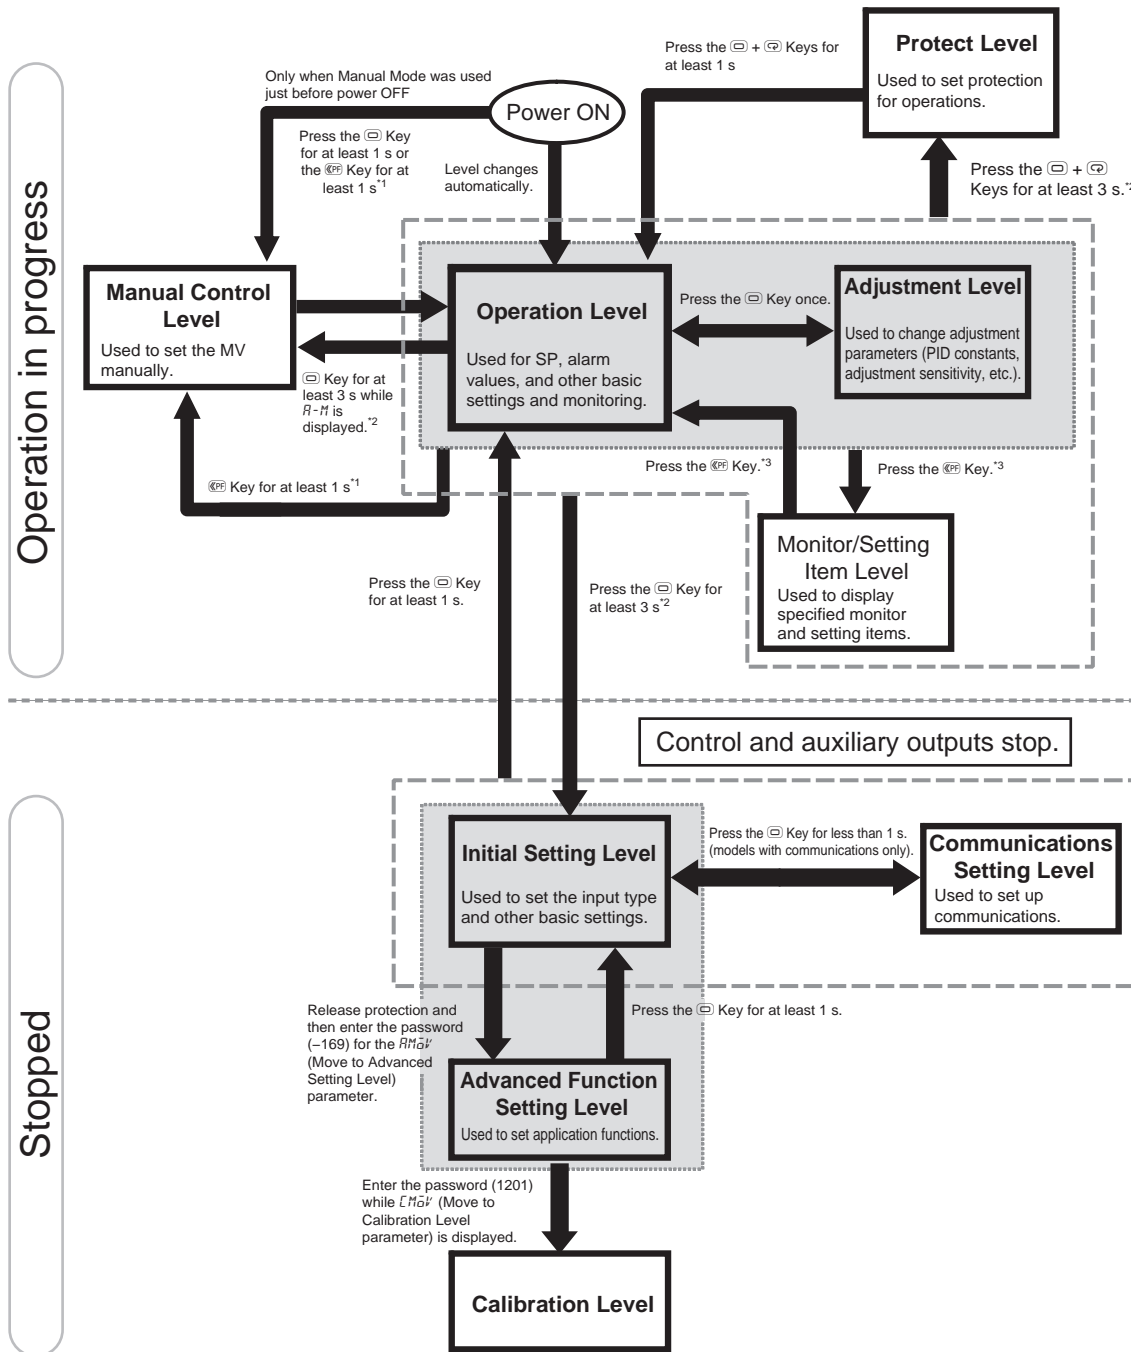 Operation in progress
Only when Manual Mode was used
just before power OFF
Power ON
Press the Key
for at least 1 s or
the PF Key for at
least 1 s*1
Level changes
automatically.
Press the + Keys for
at least 1 s
Protect Level
Used to set protection
for operations.
Press the +
Keys for at least 3 s.
Manual Control
Level
Used to set the MV
manually.
Key for at
least 3 s while
A-M is
displayed.*2
PF Key for at least 1 s*1
Operation Level
Used for SP, alarm
values, and other basic
settings and monitoring.
Press the Key once.
Adjustment Level
Used to change adjustment
parameters (PID constants,
adjustment sensitivity, etc.).
Press the PF Key.*3
Press the PF Key.*3
Monitor/Setting
Item Level
Used to display
specified monitor
and setting items.
Press the Key
for at least 1 s.
Press the Key for
at least 3 s*2
Control and auxiliary outputs stop.
Stopped
Initial Setting Level
Used to set the input type
and other basic settings.
Press the Key for less than 1 s.
(models with communications only).
Communications
Setting Level
Used to set up
communications.
Release protection and
then enter the password
(−169) for the AMoV
(Move to Advanced
Setting Level)
parameter.
Press the Key for at least 1 s.
Advanced Function
Setting Level
Used to set application functions.
Enter the password (1201)
while CMoV (Move to
Calibration Level
parameter) is displayed.
Calibration Level